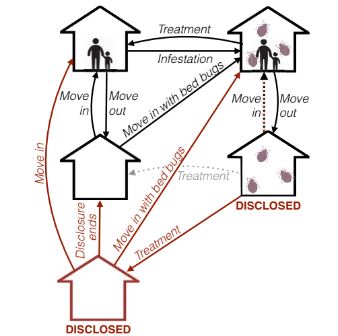 Treatment
Infestation
Move
in
Move
out
Move in with bed bugs
Move
in
Move
out
Move in
Treatment
DISCLOSED
Disclosure
ends
Move in with bed bugs
Treatment
DISCLOSED